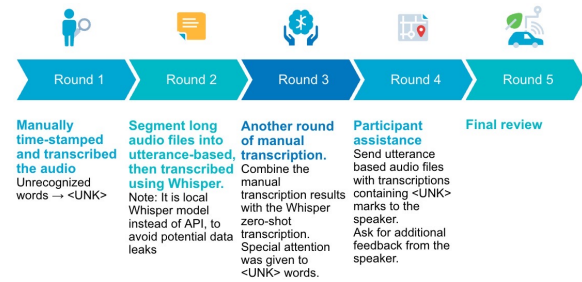 Round 1
Round 2
Round 3
Round 4
Round 5
Manually
time-stamped
and transcribed
the audio
Unrecognized
words → <UNK>
Segment long
audio files into
utterance-based,
then transcribed
using Whisper.
Note: It is local
Whisper model
instead of API, to
avoid potential data
leaks
Another round
of manual
transcription.
Combine the
manual
transcription results
with the Whisper
zero-shot
transcription.
Special attention
was given to
<UNK> words.
Participant
assistance
Send utterance
based audio files
with transcriptions
containing <UNK>
marks to the
speaker.
Ask for additional
feedback from the
speaker.
Final review